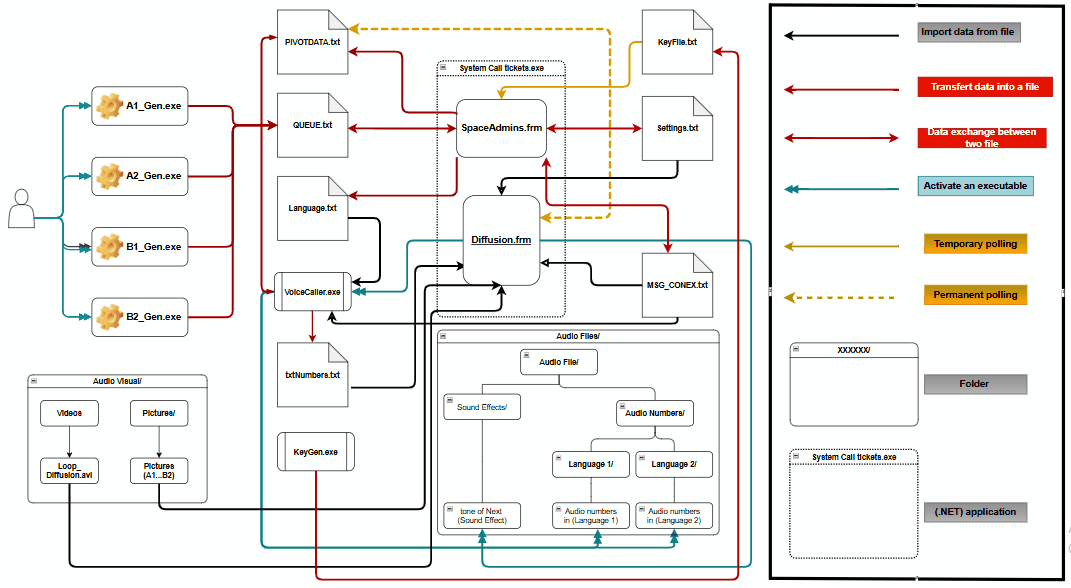 PIVOTDATA.txt
KeyFile.txt
System Call tickets.exe
A1_Gen.exe
QUEUE.txt
SpaceAdmins.frm
Settings.txt
A2_Gen.exe
Language.txt
B1_Gen.exe
Diffusion.frm
VoiceCaller.exe
MSG_CONEX.txt
B2_Gen.exe
txtNumbers.txt
KeyGen.exe
Audio Visual/
Videos
Pictures/
Loop_
Diffusion.avi
Pictures
(A1...B2)
Audio Files/
Audio File/
Sound Effects/
Audio Numbers/
Language 1/
Language 2/
tone of Next
(Sound Effect)
Audio numbers
in (Language 1)
Audio numbers
in (Language 2)
Import data from file
Transfert data into a file
Data exchange between
two file
Activate an executable
Temporary polling
Permanent polling
XXXXXX/
Folder
System Call tickets.exe
(.NET) application